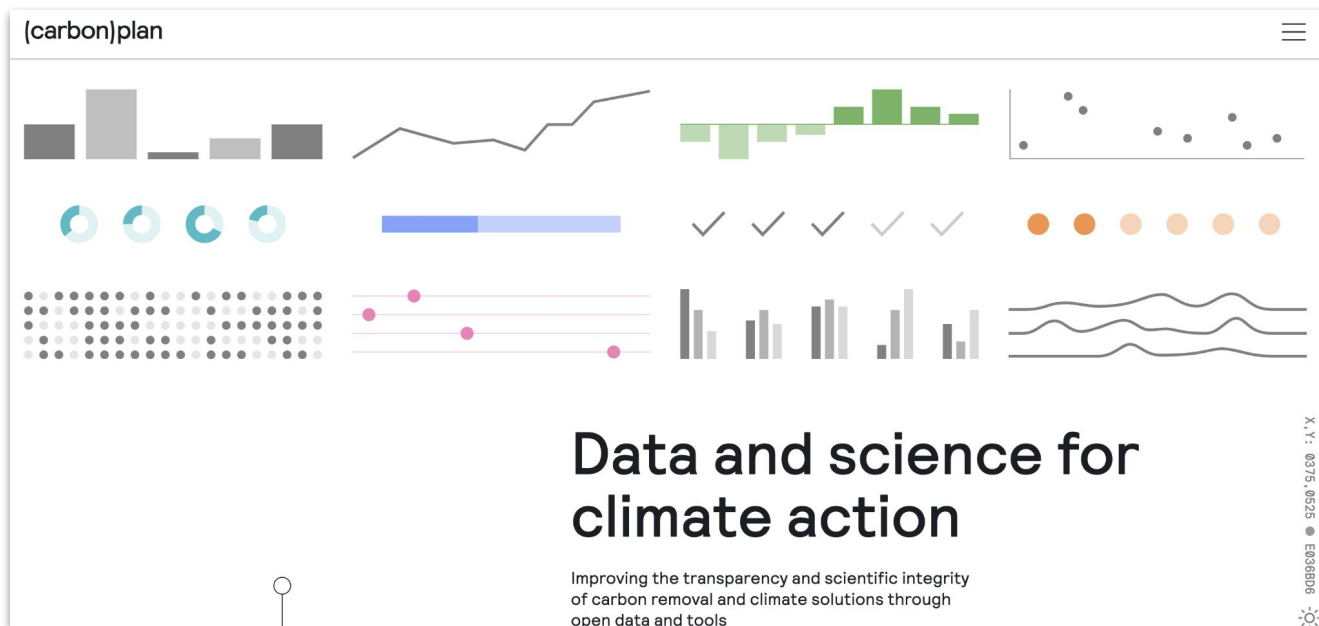 (carbon)plan
Data and science for
climate action
Improving the transparency and scientific integrity
of carbon removal and climate solutions through
open data and tools
X,Y: 0375,0525 ● E036BD6